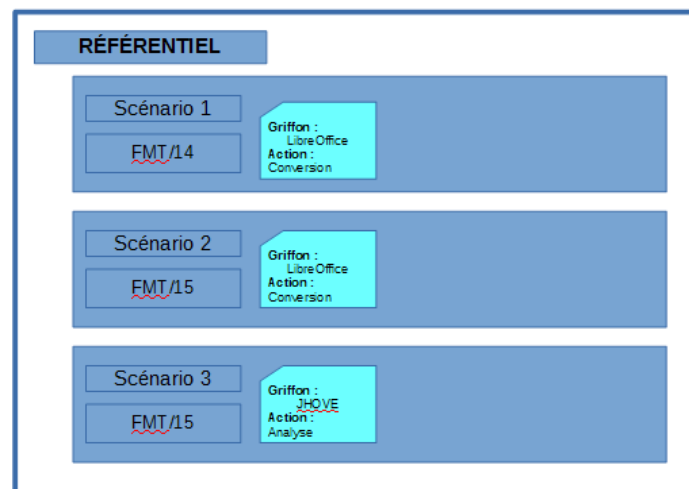 RÉFÉRENTIEL
Scénario 1
FMT/14
Griffon :
LibreOffice
Action :
Conversion
Scénario 2
FMT/15
Griffon :
LibreOffice
Action :
Conversion
Scénario 3
FMT/15
Griffon :
JHOVE
Action :
Analyse